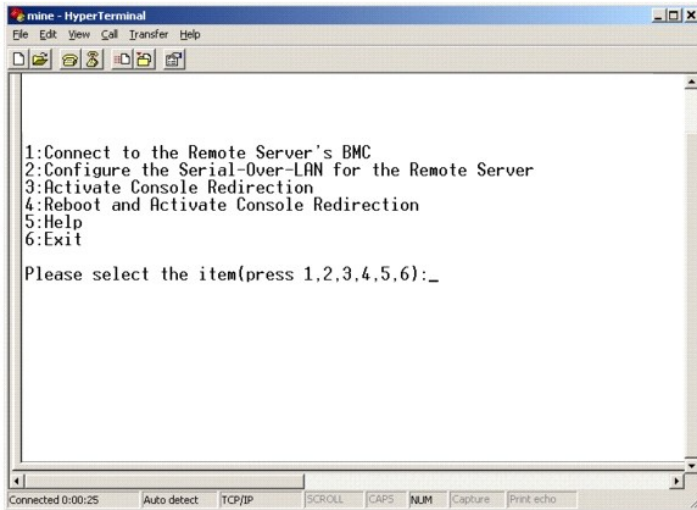 mine - HyperTerminal
File Edit View Call Transfer Help
1:Connect to the Remote Server's BMC
2:Configure the Serial-Over-LAN for the Remote Server
3:Activate Console Redirection
4:Reboot and Activate Console Redirection
5:Help
6:Exit
Please select the item(press 1,2,3,4,5,6):_
Connected 0:00:25 Auto detect TCP/IP SCROLL CAPS NUM Capture Print echo